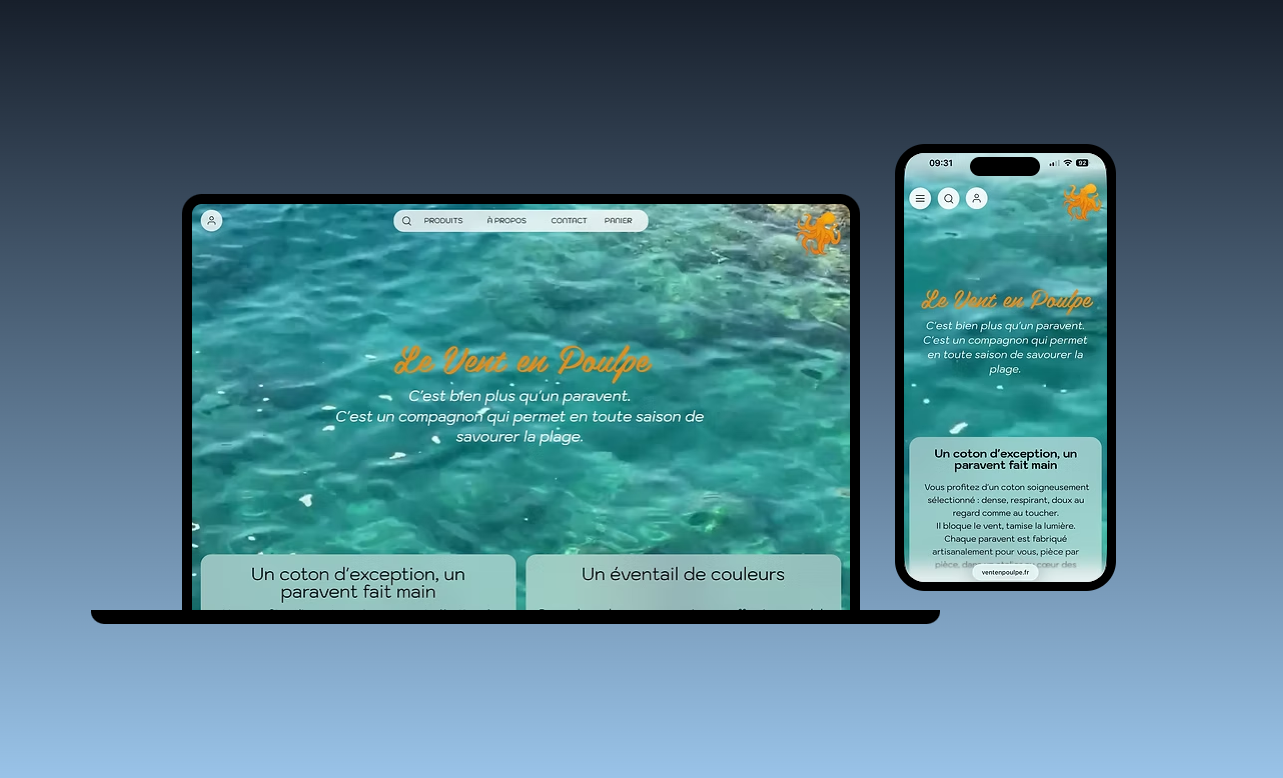 PRODUITS À PROPOS CONTACT PANIER
Le Vent en Poulpe
C'est bien plus qu'un paravent.
C'est un compagnon qui permet en toute saison de
savourer la plage.
Un coton d'exception, un
paravent fait main
Un éventail de couleurs
09:31
92
Le Vent en Poulpe
C'est bien plus qu'un paravent.
C'est un compagnon qui permet
en toute saison de savourer la
plage.
Un coton d'exception, un
paravent fait main
Vous profitez d'un coton soigneusement
sélectionné : dense, respirant, doux au
regard comme au toucher.
Il bloque le vent, tamise la lumière.
Chaque paravent est fabriqué
artisanalement pour vous, pièce par
pièce, cœur des
ventenpoulpe.fr